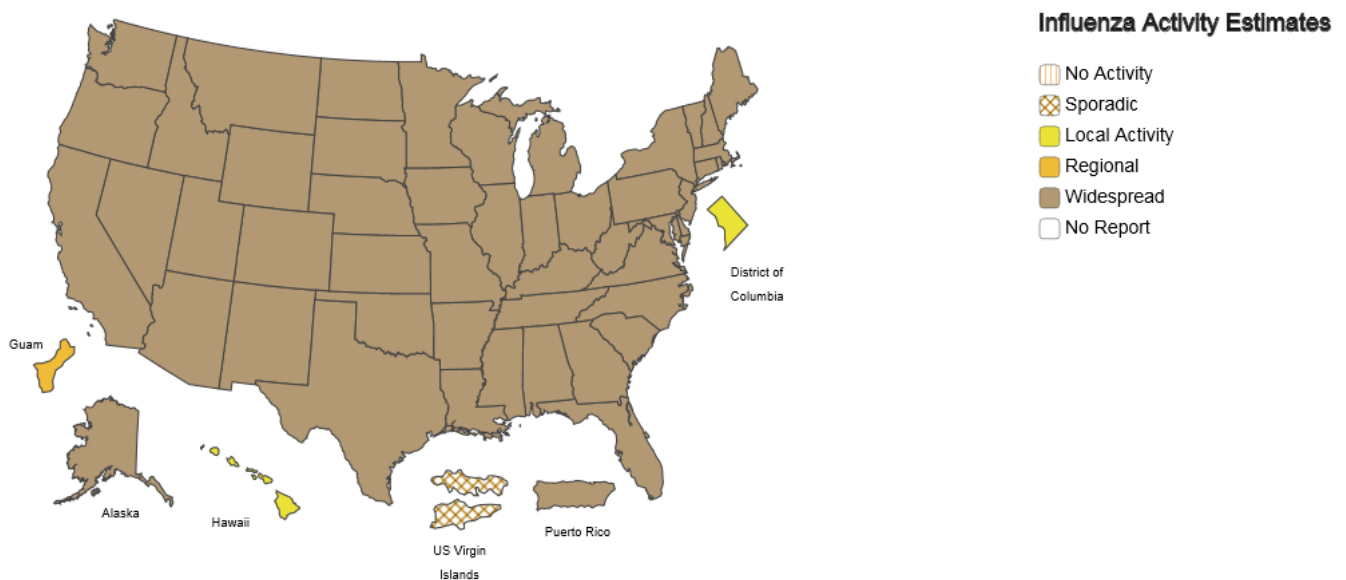 Influenza Activity Estimates
No Activity
Sporadic
Local Activity
Regional
Widespread
No Report
District of
Columbia
Guam
Alaska
Hawaii
US Virgin
Islands
Puerto Rico